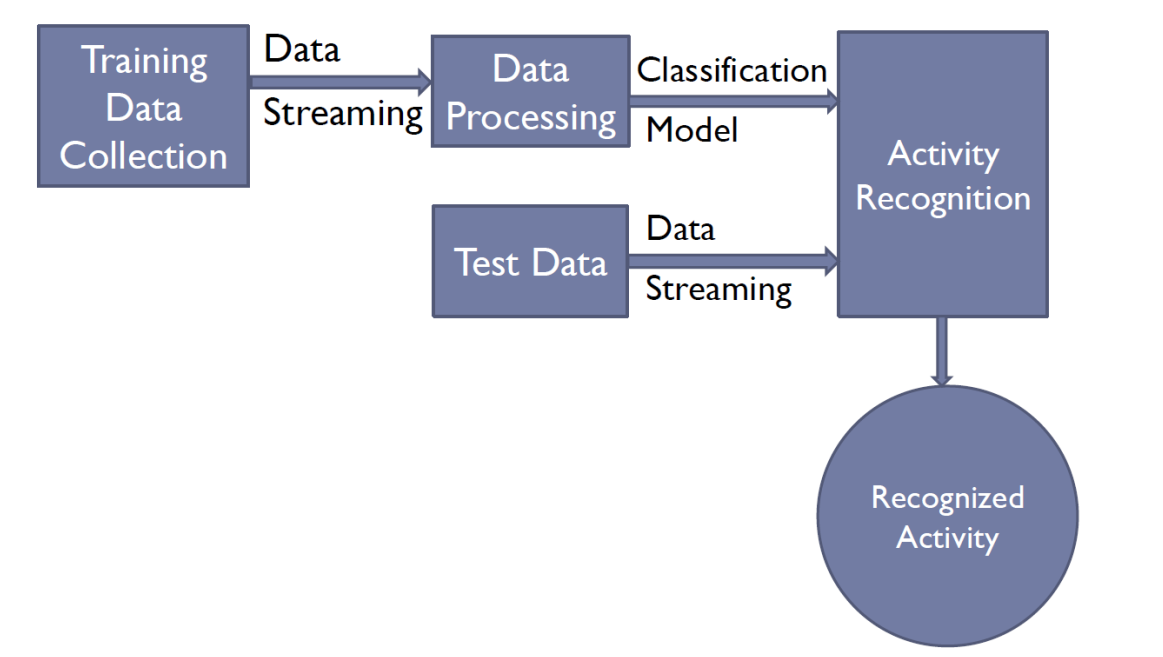 Training
Data
Collection
Data
Streaming
Data
Processing
Classification
Model
Activity
Recognition
Test Data
Data
Streaming
Recognized
Activity